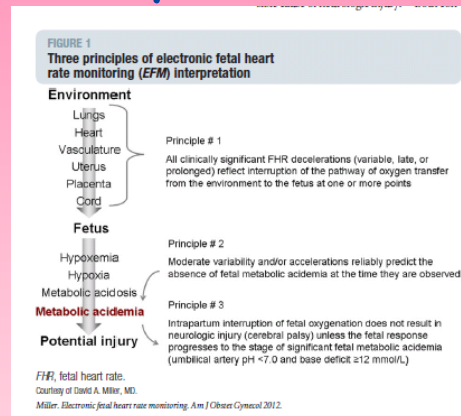 FIGURE 1
Three principles of electronic fetal heart
rate monitoring (EFM) interpretation
Environment
Lungs
Heart
Vasculature
Uterus
Placenta
Cord
Principle # 1
All clinically significant FHR decelerations (variable, late, or
prolonged) reflect interruption of the pathway of oxygen transfer
from the environment to the fetus at one or more points
Fetus
Hypoxemia
Hypoxia
Metabolic acidosis
Metabolic acidemia
Potential injury
Principle # 2
Moderate variability and/or accelerations reliably predict the
absence of fetal metabolic acidemia at the time they are observed
Principle # 3
Intrapartum interruption of fetal oxygenation does not result in
neurologic injury (cerebral palsy) unless the fetal response
progresses to the stage of significant fetal metabolic acidemia
(umbilical artery pH <7.0 and base deficit ≥12 mmol/L)
FHR, fetal heart rate.
Courtesy of David A. Miller, MD.
Miller. Electronic fetal heart rate monitoring. Am J Obstet Gynecol 2012.